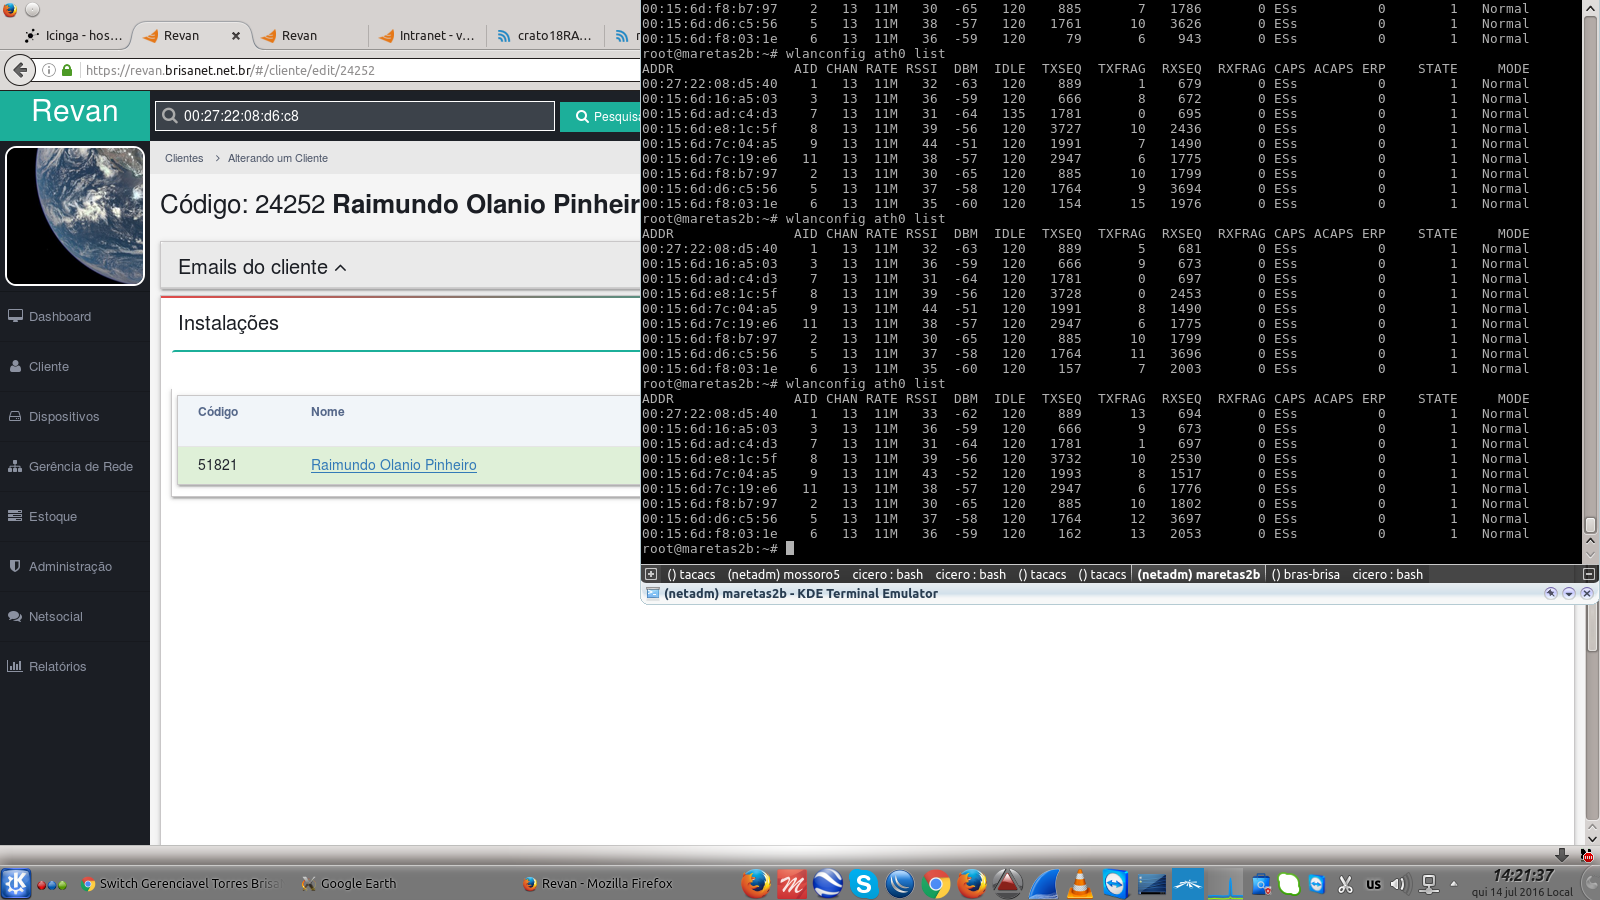 Icinga - hos...
Revan
Revan
Intranet - v...
crato18RA...
https://revan.brisanet.net.br/#/cliente/edit/24252
Revan
00:27:22:08:d6:c8
Pesquisa
Clientes > Alterando um Cliente
Código: 24252 Raimundo Olanio Pinheir
Emails do cliente
Instalações
Código Nome
51821 Raimundo Olanio Pinheiro
Dashboard
Cliente
Dispositivos
Gerência de Rede
Estoque
Administração
Netsocial
Relatórios
00:15:6d:f8:b7:97 2 13 11M 30 -65 120 885 7 1786 0 ESs 0 1 Normal
00:15:6d:d6:c5:56 5 13 11M 38 -57 120 1761 10 3626 0 ESs 0 1 Normal
00:15:6d:f8:03:1e 6 13 11M 36 -59 120 79 6 943 0 ESs 0 1 Normal
root@maretas2b:~# wlanconfig ath0 list
ADDR AID CHAN RATE RSSI DBM IDLE TXSEQ TXFRAG RXSEQ RXFRAG CAPS ACAPS ERP STATE MODE
00:27:22:08:d5:40 1 13 11M 32 -63 120 889 1 679 0 ESs 0 1 Normal
00:15:6d:16:a5:03 3 13 11M 36 -59 120 666 8 672 0 ESs 0 1 Normal
00:15:6d:ad:c4:d3 7 13 11M 31 -64 135 1781 0 695 0 ESs 0 1 Normal
00:15:6d:e8:1c:5f 8 13 11M 39 -56 120 3727 10 2436 0 ESs 0 1 Normal
00:15:6d:7c:04:a5 9 13 11M 44 -51 120 1991 7 1490 0 ESs 0 1 Normal
00:15:6d:7c:19:e6 11 13 11M 38 -57 120 2947 6 1775 0 ESs 0 1 Normal
00:15:6d:f8:b7:97 2 13 11M 30 -65 120 885 10 1799 0 ESs 0 1 Normal
00:15:6d:d6:c5:56 5 13 11M 37 -58 120 1764 9 3694 0 ESs 0 1 Normal
00:15:6d:f8:03:1e 6 13 11M 35 -60 120 154 15 1976 0 ESs 0 1 Normal
root@maretas2b:~# wlanconfig ath0 list
ADDR AID CHAN RATE RSSI DBM IDLE TXSEQ TXFRAG RXSEQ RXFRAG CAPS ACAPS ERP STATE MODE
00:27:22:08:d5:40 1 13 11M 32 -63 120 889 5 681 0 ESs 0 1 Normal
00:15:6d:16:a5:03 3 13 11M 36 -59 120 666 9 673 0 ESs 0 1 Normal
00:15:6d:ad:c4:d3 7 13 11M 31 -64 120 1781 0 697 0 ESs 0 1 Normal
00:15:6d:e8:1c:5f 8 13 11M 39 -56 120 3728 0 2453 0 ESs 0 1 Normal
00:15:6d:7c:04:a5 9 13 11M 44 -51 120 1991 8 1490 0 ESs 0 1 Normal
00:15:6d:7c:19:e6 11 13 11M 38 -57 120 2947 6 1775 0 ESs 0 1 Normal
00:15:6d:f8:b7:97 2 13 11M 30 -65 120 885 10 1799 0 ESs 0 1 Normal
00:15:6d:d6:c5:56 5 13 11M 37 -58 120 1764 11 3696 0 ESs 0 1 Normal
00:15:6d:f8:03:1e 6 13 11M 35 -60 120 157 7 2003 0 ESs 0 1 Normal
root@maretas2b:~# wlanconfig ath0 list
ADDR AID CHAN RATE RSSI DBM IDLE TXSEQ TXFRAG RXSEQ RXFRAG CAPS ACAPS ERP STATE MODE
00:27:22:08:d5:40 1 13 11M 33 -62 120 889 13 694 0 ESs 0 1 Normal
00:15:6d:16:a5:03 3 13 11M 36 -59 120 666 9 673 0 ESs 0 1 Normal
00:15:6d:ad:c4:d3 7 13 11M 31 -64 120 1781 1 697 0 ESs 0 1 Normal
00:15:6d:e8:1c:5f 8 13 11M 39 -56 120 3732 10 2530 0 ESs 0 1 Normal
00:15:6d:7c:04:a5 9 13 11M 43 -52 120 1993 8 1517 0 ESs 0 1 Normal
00:15:6d:7c:19:e6 11 13 11M 38 -57 120 2947 6 1776 0 ESs 0 1 Normal
00:15:6d:f8:b7:97 2 13 11M 30 -65 120 885 10 1802 0 ESs 0 1 Normal
00:15:6d:d6:c5:56 5 13 11M 37 -58 120 1764 12 3697 0 ESs 0 1 Normal
00:15:6d:f8:03:1e 6 13 11M 36 -59 120 162 13 2053 0 ESs 0 1 Normal
root@maretas2b:~#
() tacacs (netadm) mossoro5 cicero : bash cicero : bash () tacacs () tacacs (netadm) maretas2b () bras-brisa cicero : bash
(netadm) maretas2b - KDE Terminal Emulator
Switch Gerenciavel Torres Brisa
Google Earth
Revan - Mozilla Firefox
us
14:21:37
qui 14 jul 2016 Local